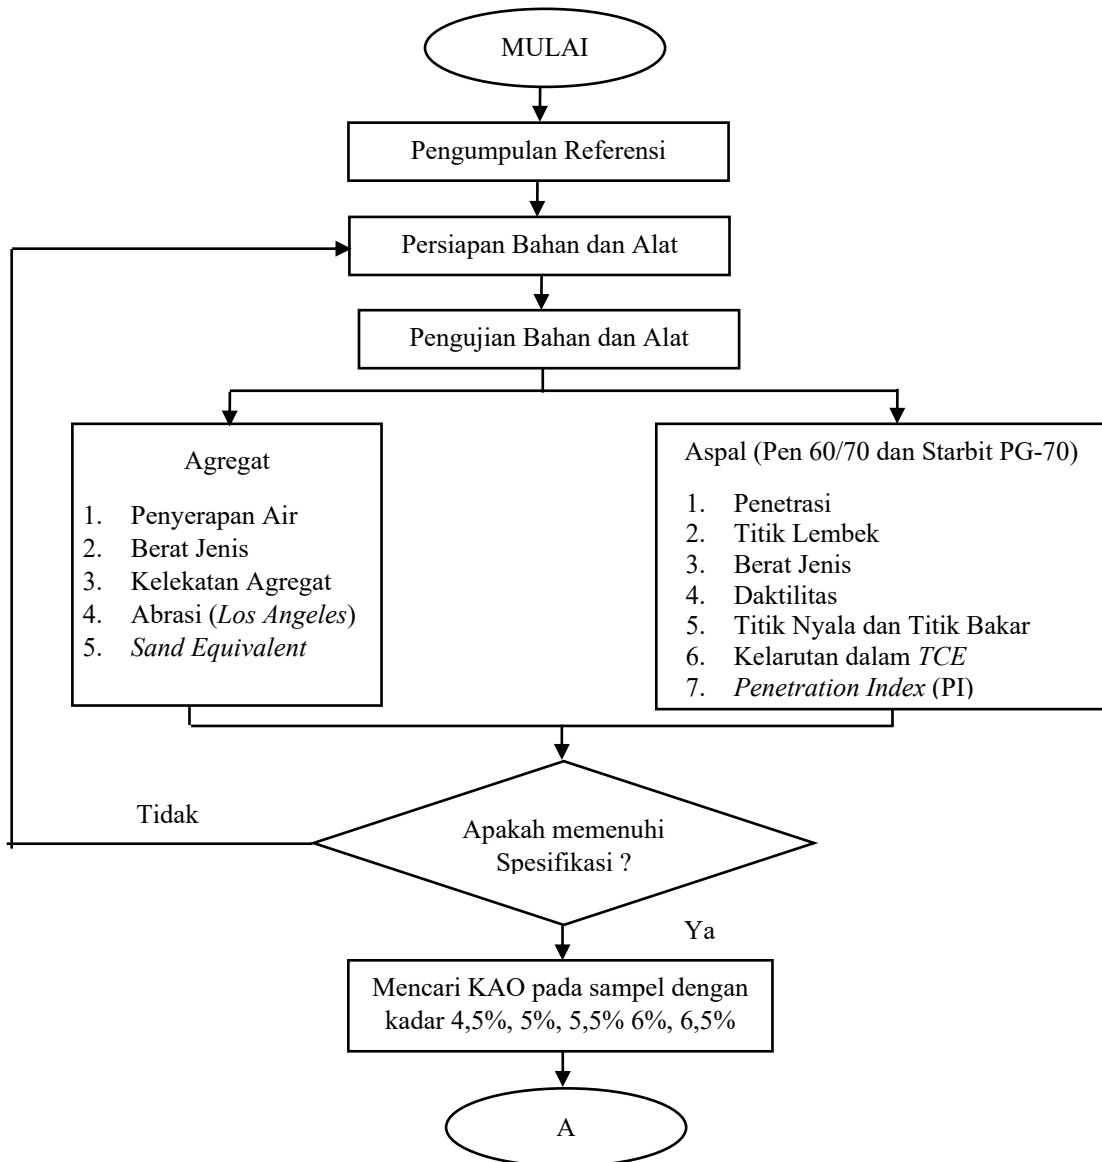 MULAI
Pengumpulan Referensi
Persiapan Bahan dan Alat
Pengujian Bahan dan Alat
Agregat
1. Penyerapan Air
2. Berat Jenis
3. Kelekatan Agregat
4. Abrasi (Los Angeles)
5. Sand Equivalent
Aspal (Pen 60/70 dan Starbit PG-70)
1. Penetrasi
2. Titik Lembek
3. Berat Jenis
4. Daktilitas
5. Titik Nyala dan Titik Bakar
6. Kelarutan dalam TCE
7. Penetration Index (PI)
Tidak
Apakah memenuhi
Spesifikasi ?
Ya
Mencari KAO pada sampel dengan
kadar 4,5%, 5%, 5,5% 6%, 6,5%
A